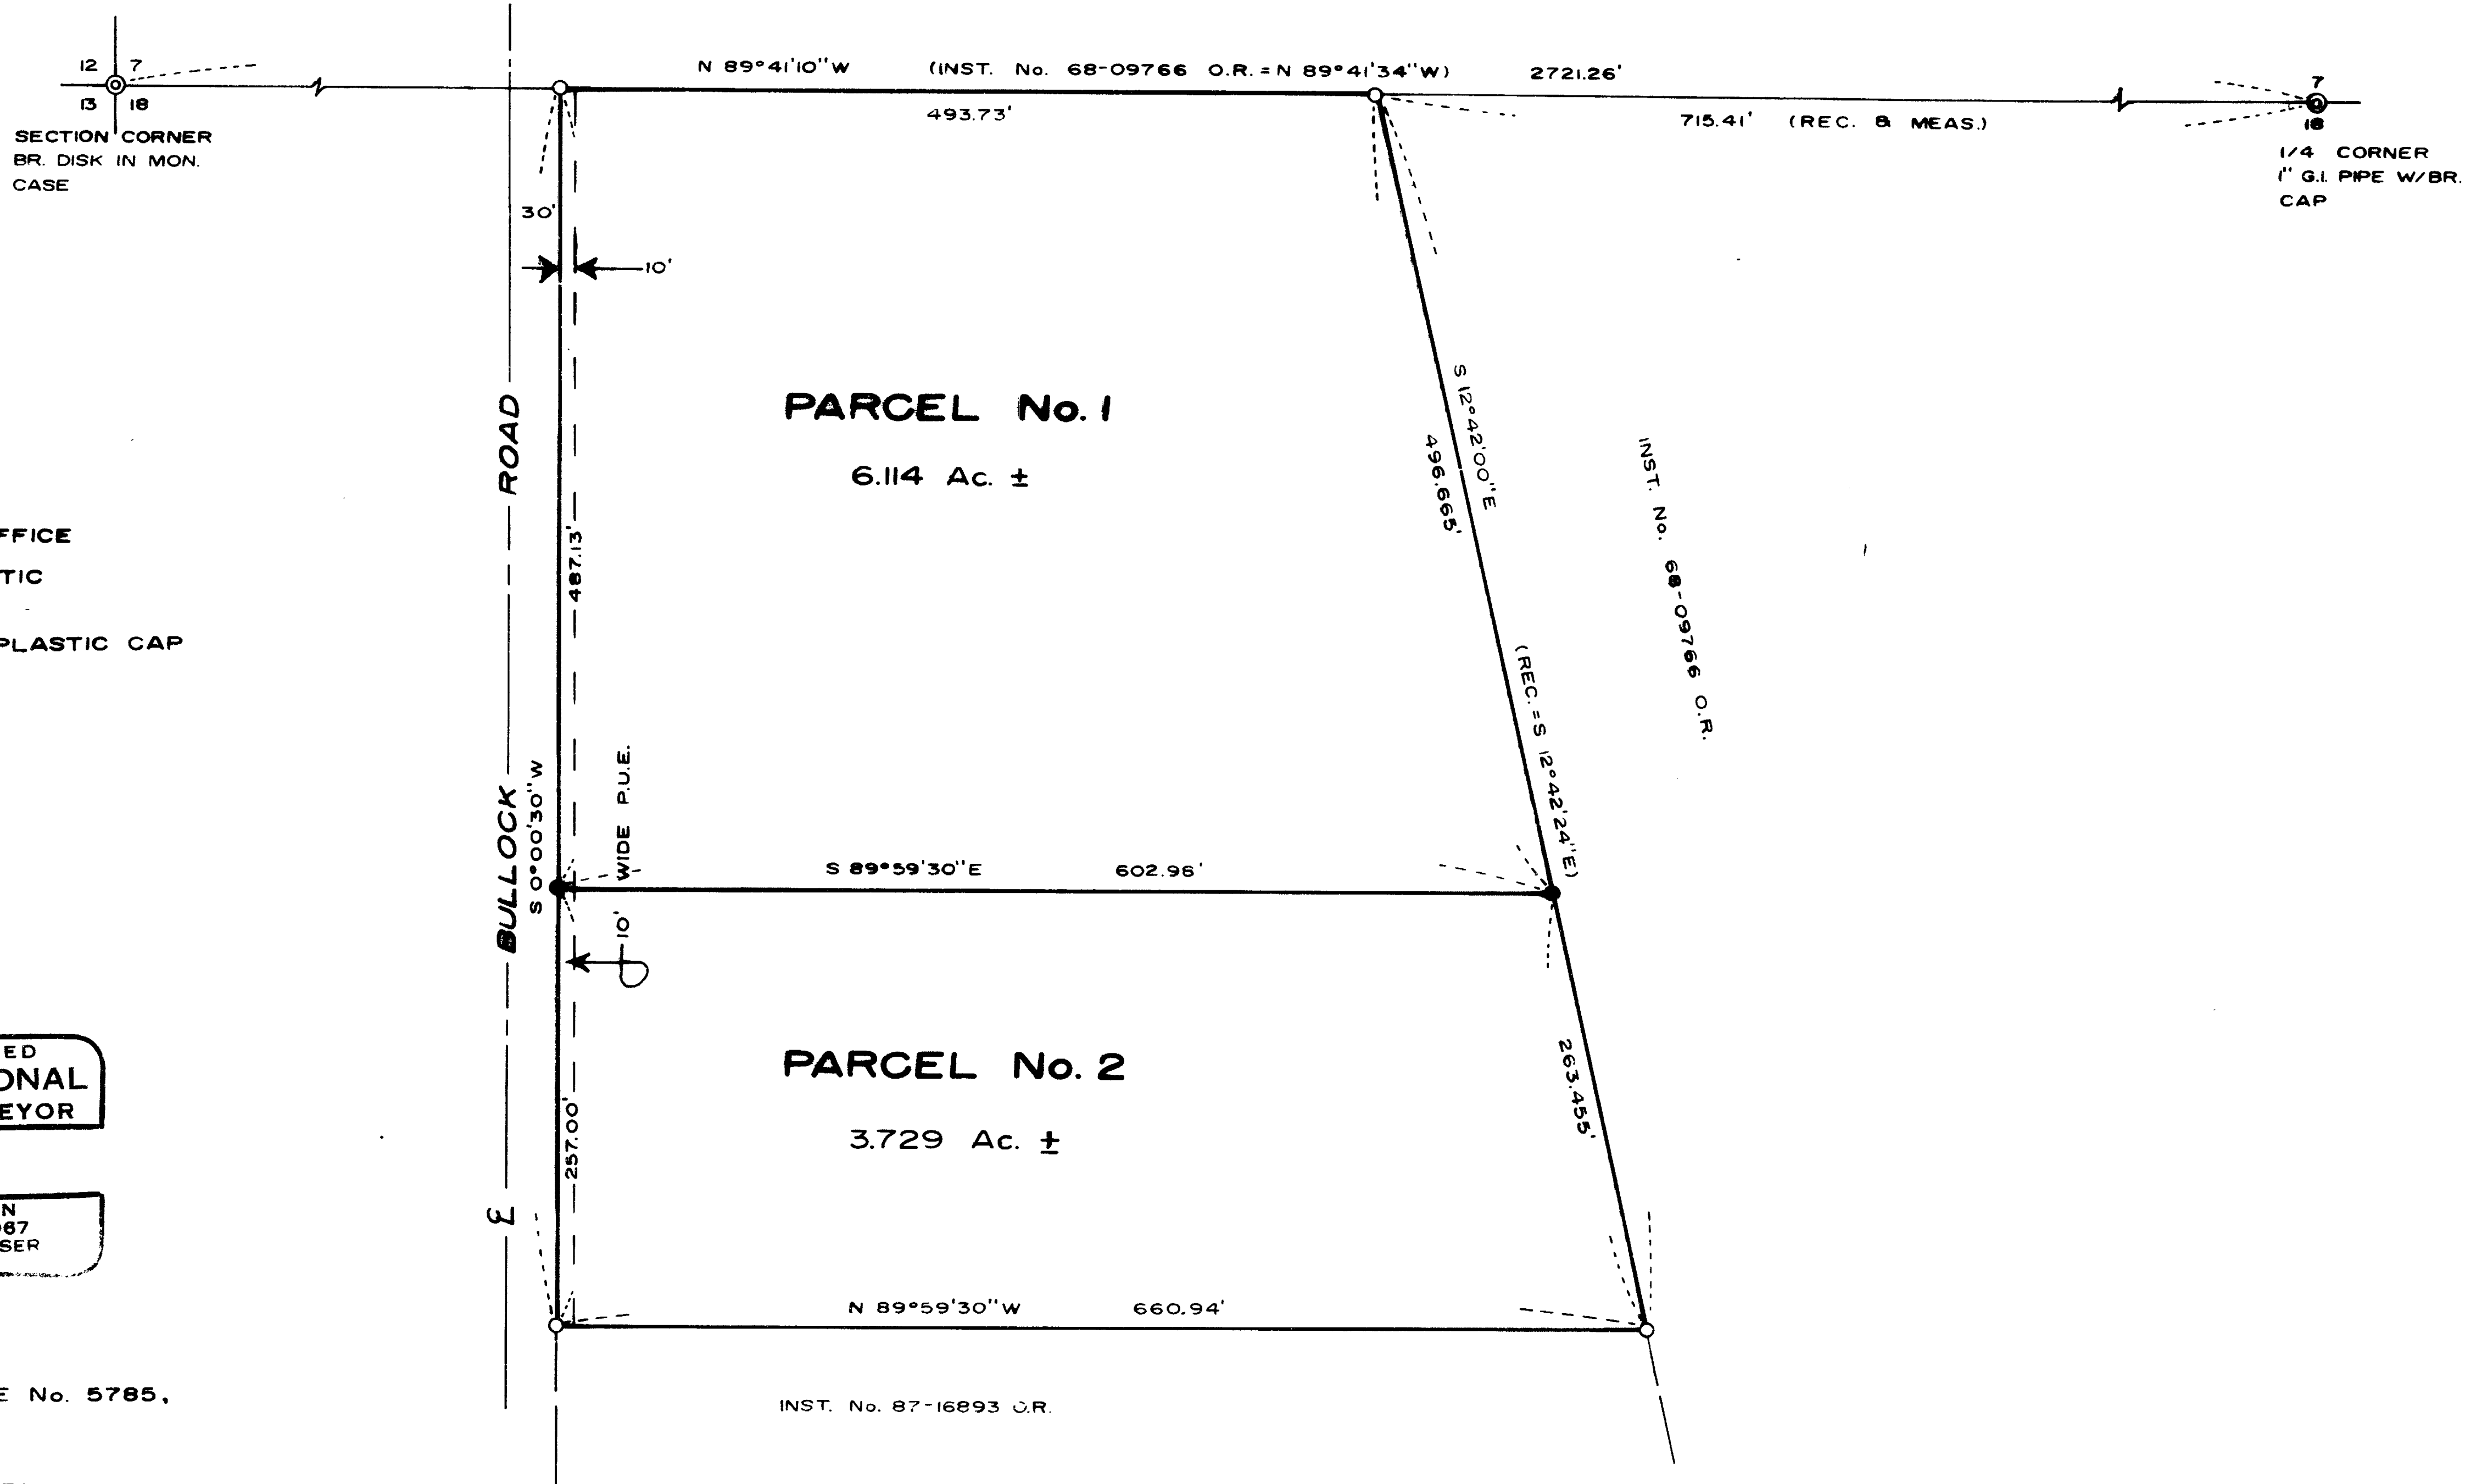 12 7
13 18
SECTION CORNER
BR. DISK IN MON.
CASE
N 89°41'10"W (INST. No. 68-09766 O.R. = N 89°41'34"W) 2721.26'
493.73'
715.41' (REC. & MEAS.)
7
18
1/4 CORNER
1" G.I. PIPE W/BR.
CAP
30'
10'
PARCEL No. 1
6.114 Ac. ±
S 12°42'00"E
496.665'
(REC. = S 12°42'24"E)
INST. No. 68-09766 O.R.
BULLOCK ROAD
S 0°00'30"W
487.13'
10' WIDE P.U.E.
S 89°59'30"E 602.96'
FFICE
TIC
PLASTIC CAP
PARCEL No. 2
3.729 Ac. ±
257.00'
263.455'
ED
ONAL
EYOR
N
967
SER
N 89°59'30"W 660.94'
E No. 5785,
INST. No. 87-16893 O.R.